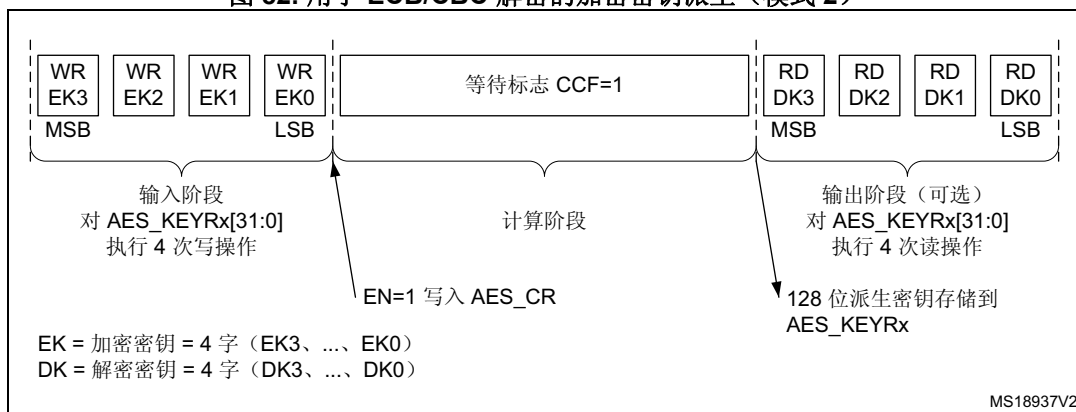 用于 ECB/CBC 解密的加密密钥派生（模式 2）
WR EK3 WR EK2 WR EK1 WR EK0 等待标志 CCF=1 RD DK3 RD DK2 RD DK1 RD DK0
MSB LSB MSB LSB
输入阶段
对 AES_KEYRx[31:0]
执行 4 次写操作
计算阶段
输出阶段（可选）
对 AES_KEYRx[31:0]
执行 4 次读操作
EN=1 写入 AES_CR
128 位派生密钥存储到
AES_KEYRx
EK = 加密密钥 = 4 字（EK3、...、EK0）
DK = 解密密钥 = 4 字（DK3、...、DK0）
MS18937V2